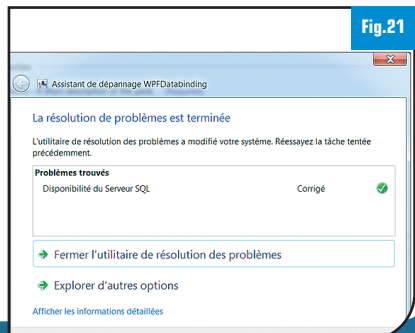 Fig.21
Assistant de dépannage WPFDatabinding
La résolution de problèmes est terminée
L'utilitaire de résolution des problèmes a modifié votre système. Réessayez la tâche tentée
précédemment.
Problèmes trouvés
Disponibilité du Serveur SQL Corrigé
Fermer l'utilitaire de résolution des problèmes
Explorer d'autres options
Afficher les informations détaillées